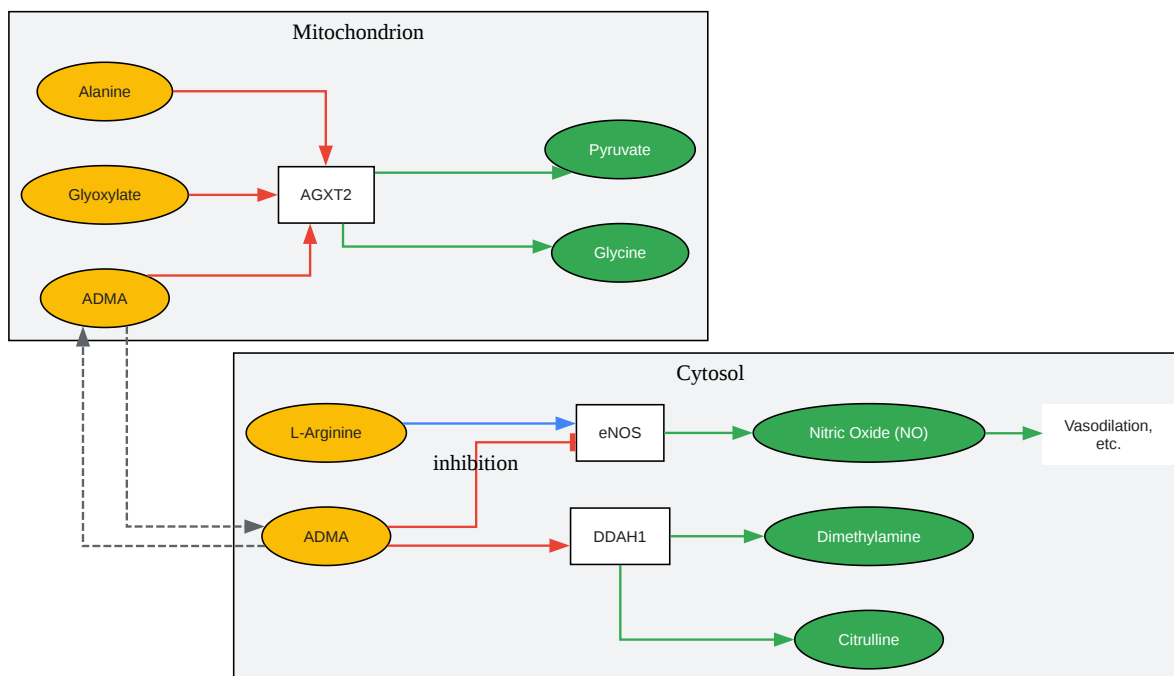 Mitochondrion
Alanine
Pyruvate
Glyoxylate
AGXT2
Glycine
ADMA
Cytosol
L-Arginine
eNOS
Nitric Oxide (NO)
Vasodilation,
etc.
inhibition
ADMA
DDAH1
Dimethylamine
Citrulline